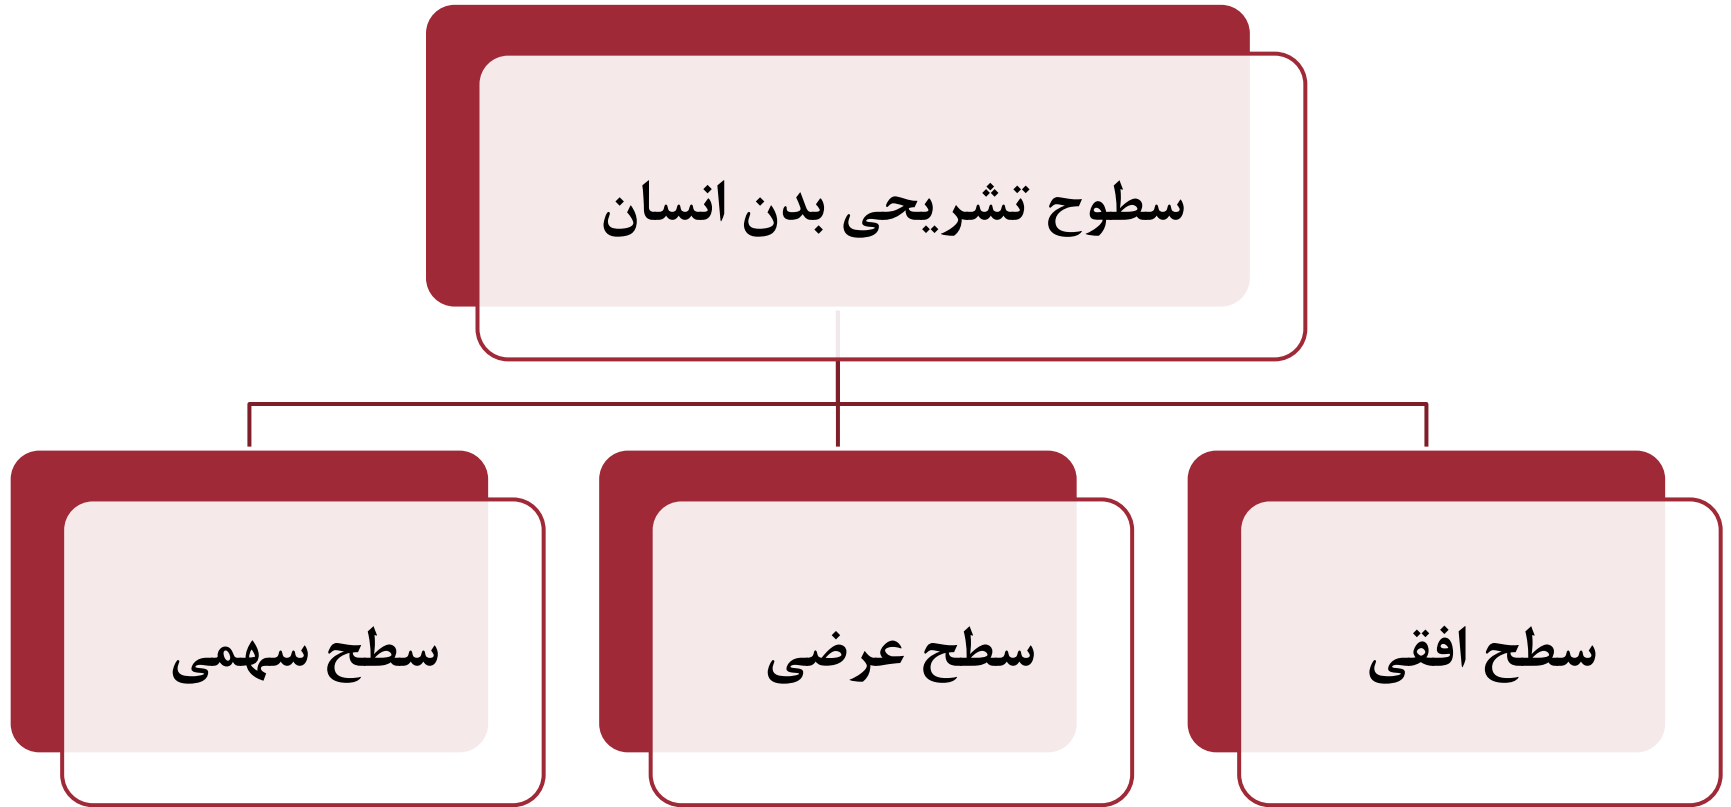 سطوح تشریحی بدن انسان
سطح افقی
سطح عرضی
سطح سهمی